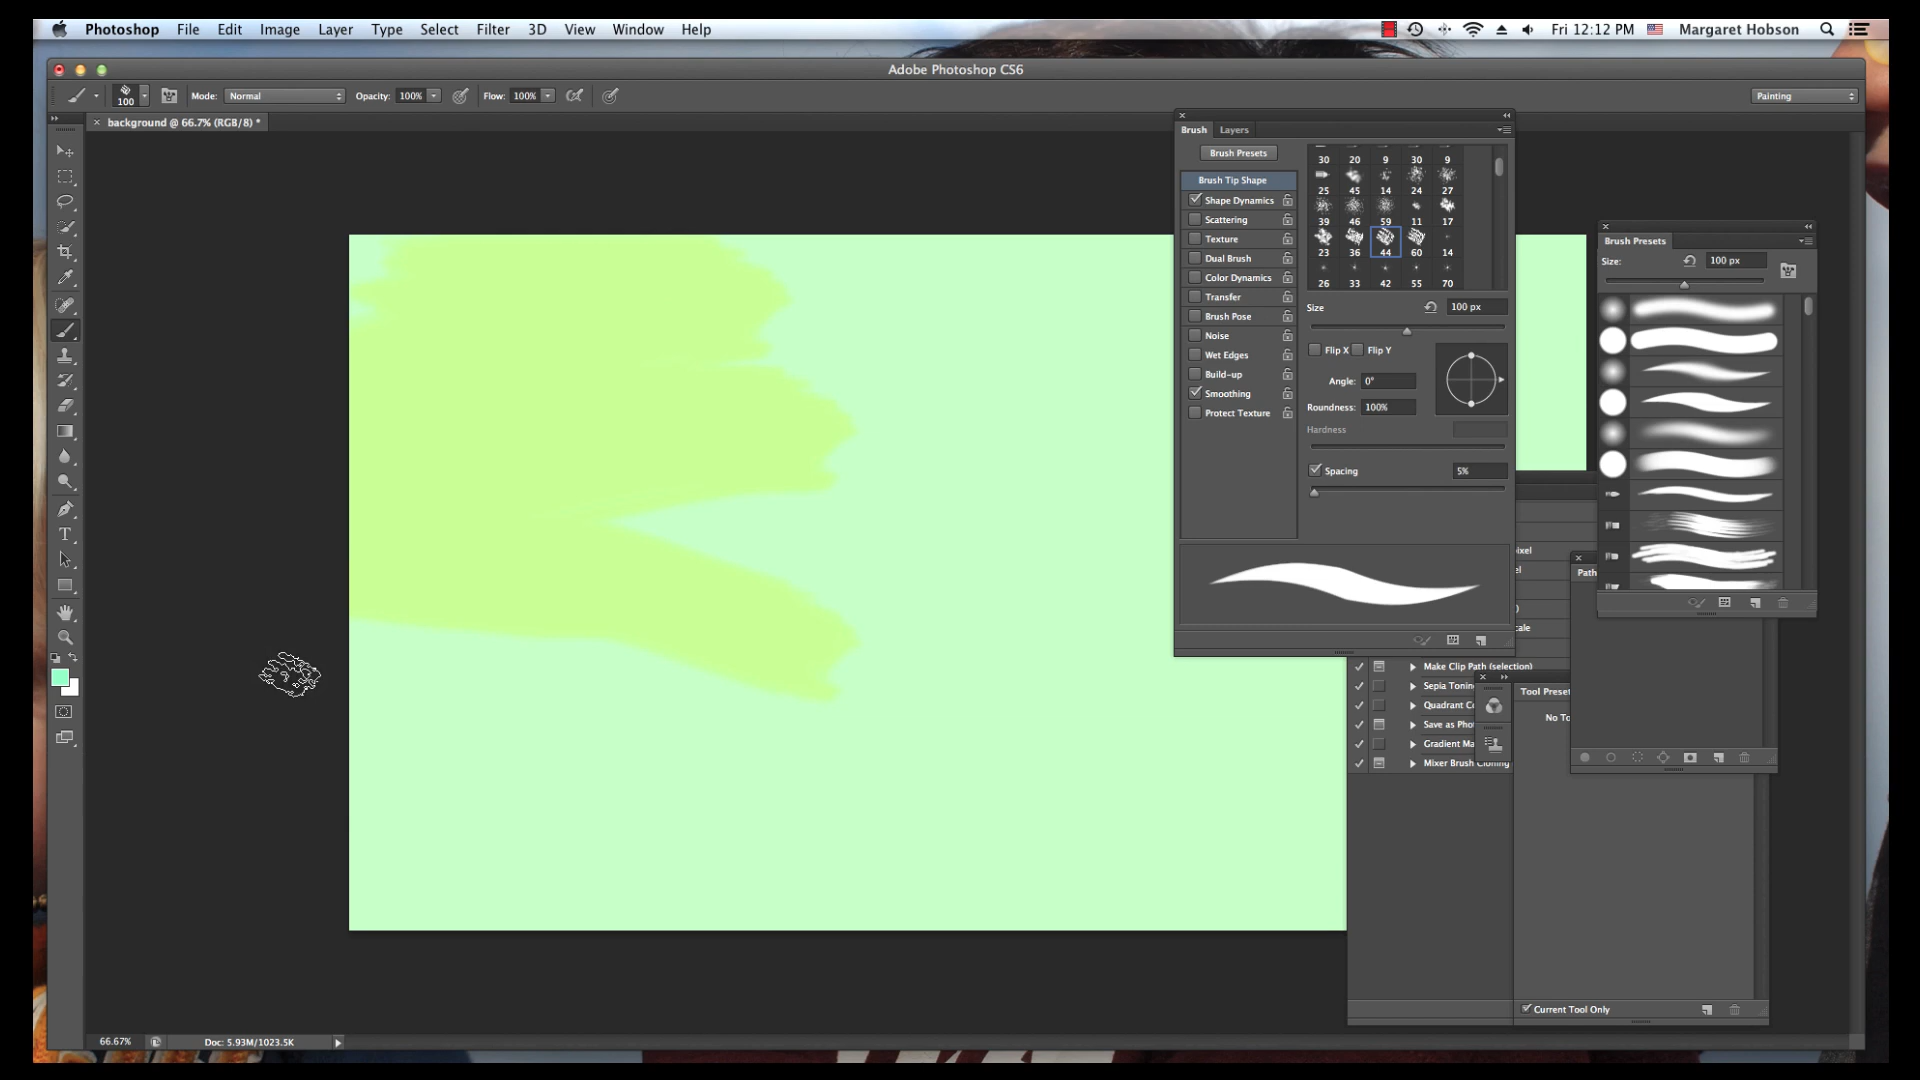 Photoshop File Edit Image Layer Type Select Filter 3D View Window Help Fri 12:12 PM Margaret Hobson
Adobe Photoshop CS6
100 Mode: Normal Opacity: 100% Flow: 100% Painting
background @ 66.7% (RGB/8) *
Brush Layers
Brush Presets
Brush Tip Shape
Shape Dynamics
Scattering
Texture
Dual Brush
Color Dynamics
Transfer
Brush Pose
Noise
Wet Edges
Build-up
Smoothing
Protect Texture
30 20 9 30 9
25 45 14 24 27
39 46 59 11 17
23 36 44 60 14
26 33 42 55 70
Size 100 px
Flip X Flip Y
Angle: 0°
Roundness: 100%
Hardness
Spacing 5%
Brush Presets
Size: 100 px
ixel
el
cale
Path
Make Clip Path (selection)
Sepia Tonin
Quadrant Co
Save as Pho
Gradient Ma
Mixer Brush Cloning
Tool Preset
No To
Current Tool Only
66.67% Doc: 5.93M/1023.5K